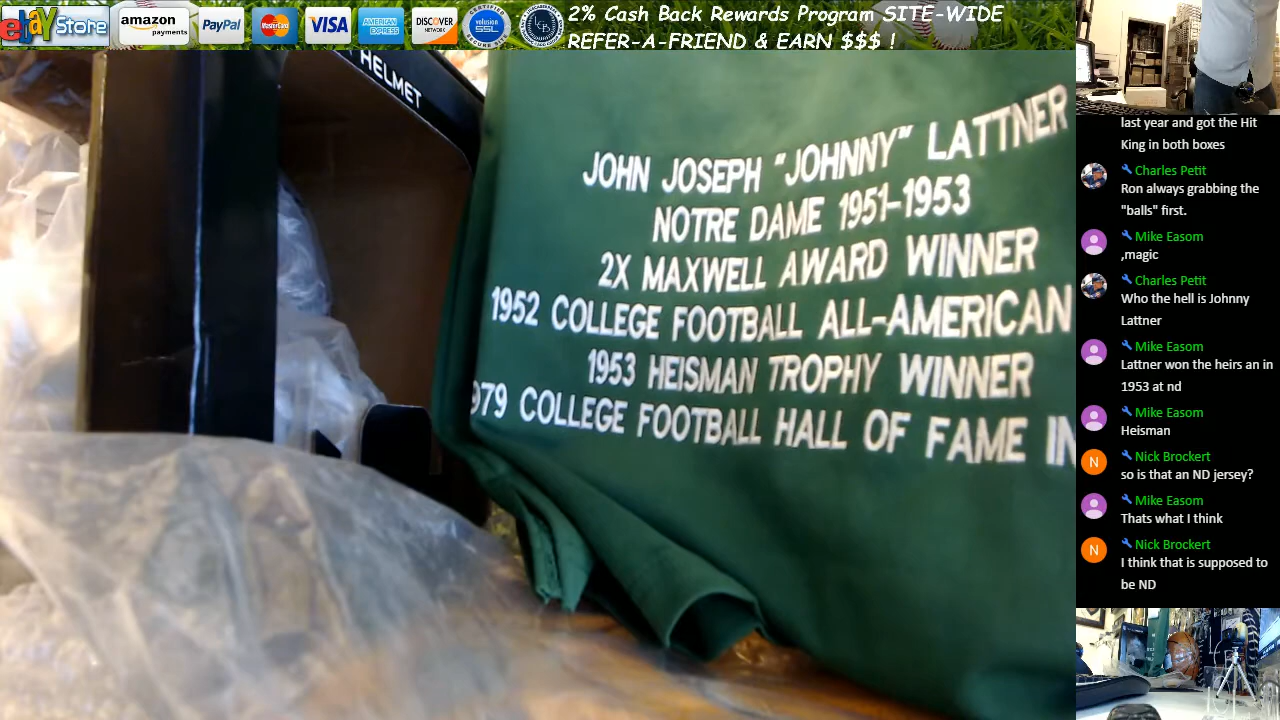 ebay Store
amazon
payments
PayPal
MasterCard
VISA
AMERICAN
EXPRESS
DISCOVER
NETWORK
volusion
SSL
2% Cash Back Rewards Program SITE-WIDE
REFER-A-FRIEND & EARN $$$ !
HELMET
JOHN JOSEPH "JOHNNY" LATTNER
NOTRE DAME 1951-1953
2X MAXWELL AWARD WINNER
1952 COLLEGE FOOTBALL ALL-AMERICAN
1953 HEISMAN TROPHY WINNER
979 COLLEGE FOOTBALL HALL OF FAME IN
last year and got the Hit
King in both boxes
Charles Petit
Ron always grabbing the
"balls" first.
Mike Easom
,magic
Charles Petit
Who the hell is Johnny
Lattner
Mike Easom
Lattner won the heirs an in
1953 at nd
Mike Easom
Heisman
N
Nick Brockert
so is that an ND jersey?
Mike Easom
Thats what I think
N
Nick Brockert
I think that is supposed to
be ND